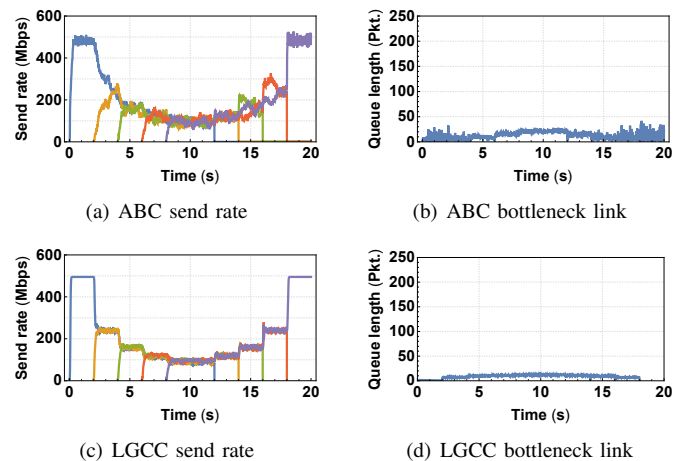 Send rate (Mbps)
600
400
200
0
0 5 10 15 20
Time (s)
(a) ABC send rate
Queue length (Pkt.)
250
200
150
100
50
0
0 5 10 15 20
Time (s)
(b) ABC bottleneck link
Send rate (Mbps)
600
400
200
0
0 5 10 15 20
Time (s)
(c) LGCC send rate
Queue length (Pkt.)
250
200
150
100
50
0
0 5 10 15 20
Time (s)
(d) LGCC bottleneck link